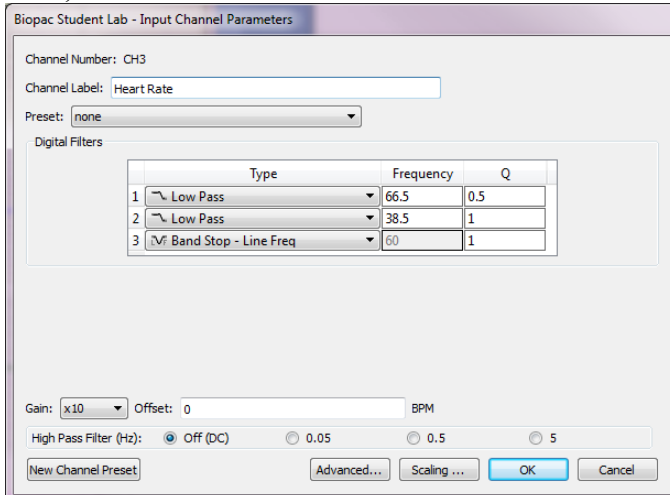 Biopac Student Lab - Input Channel Parameters
Channel Number: CH3
Channel Label: Heart Rate
Preset: none
Digital Filters
Type Frequency Q
1 Low Pass 66.5 0.5
2 Low Pass 38.5 1
3 Band Stop - Line Freq 60 1
Gain: x10 Offset: 0 BPM
High Pass Filter (Hz): Off (DC) 0.05 0.5 5
New Channel Preset Advanced... Scaling ... OK Cancel